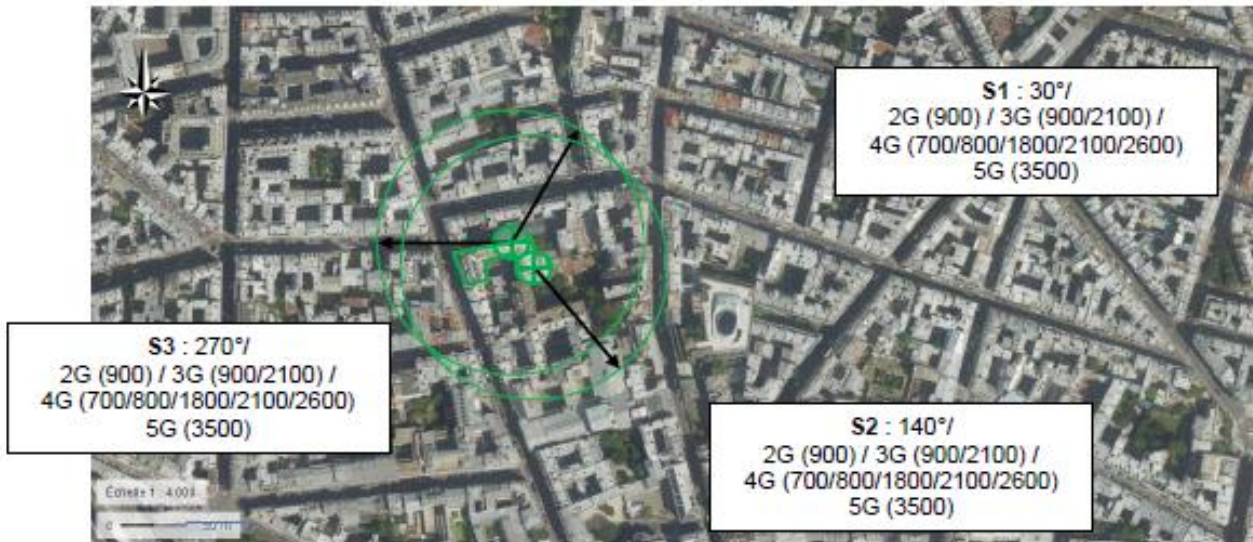 S1 : 30°/
2G (900) / 3G (900/2100) /
4G (700/800/1800/2100/2600)
5G (3500)
S3 : 270°/
2G (900) / 3G (900/2100) /
4G (700/800/1800/2100/2600)
5G (3500)
S2 : 140°/
2G (900) / 3G (900/2100) /
4G (700/800/1800/2100/2600)
5G (3500)
Échelle 1 :
0